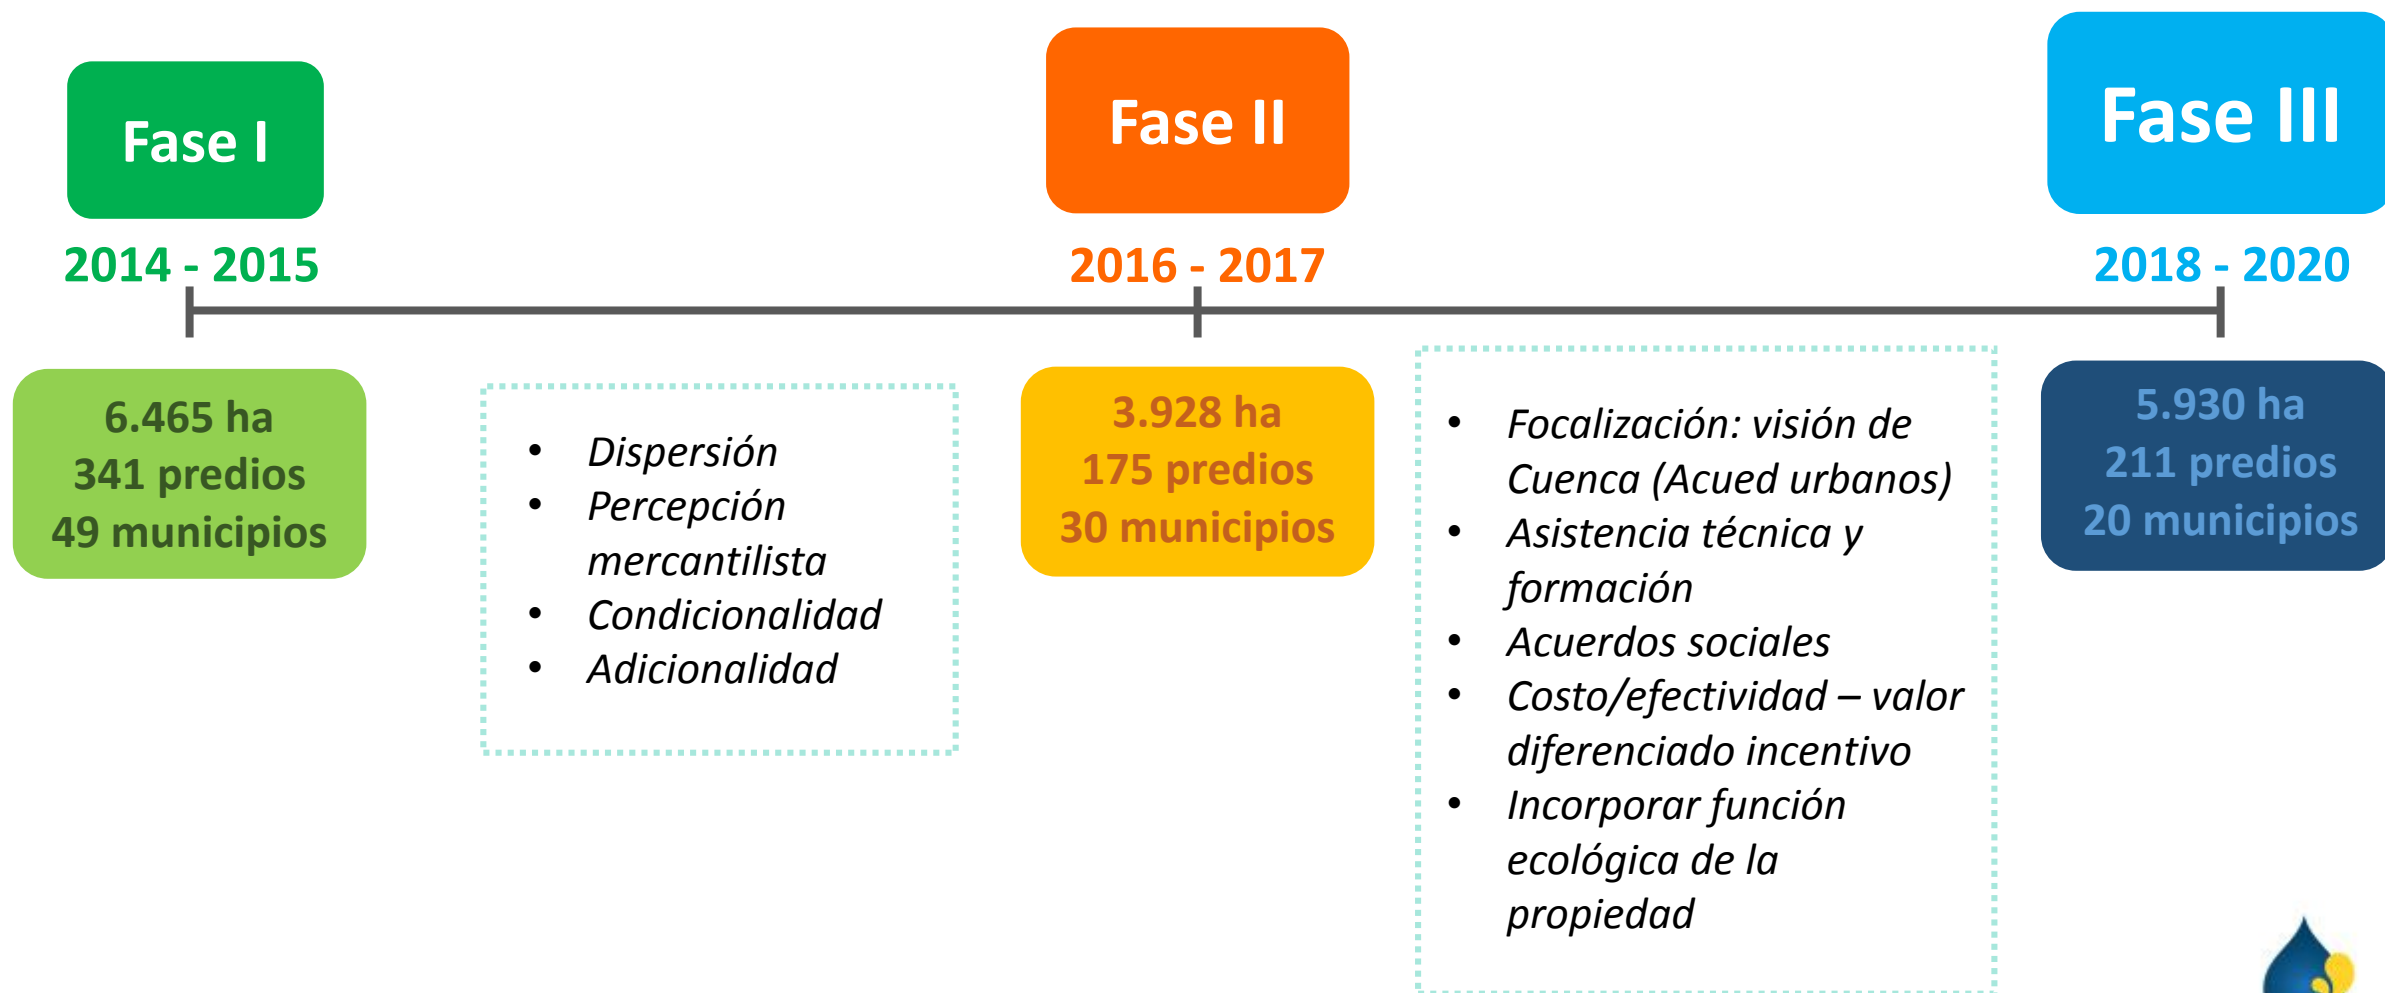 Fase I
2014 - 2015
6.465 ha
341 predios
49 municipios
• Dispersión
• Percepción
mercantilista
• Condicionalidad
• Adicionalidad
Fase II
2016 - 2017
3.928 ha
175 predios
30 municipios
• Focalización: visión de
Cuenca (Acued urbanos)
• Asistencia técnica y
formación
• Acuerdos sociales
• Costo/efectividad – valor
diferenciado incentivo
• Incorporar función
ecológica de la
propiedad
Fase III
2018 - 2020
5.930 ha
211 predios
20 municipios